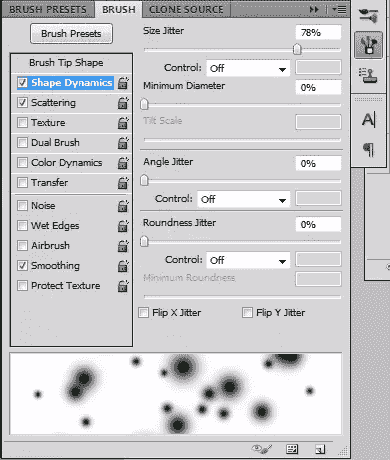 BRUSH PRESETS BRUSH CLONE SOURCE
Brush Presets
Brush Tip Shape
Shape Dynamics
Scattering
Texture
Dual Brush
Color Dynamics
Transfer
Noise
Wet Edges
Airbrush
Smoothing
Protect Texture
Size Jitter 78%
Control: Off
Minimum Diameter 0%
Tilt Scale
Angle Jitter 0%
Control: Off
Roundness Jitter 0%
Control: Off
Minimum Roundness
Flip X Jitter Flip Y Jitter
A